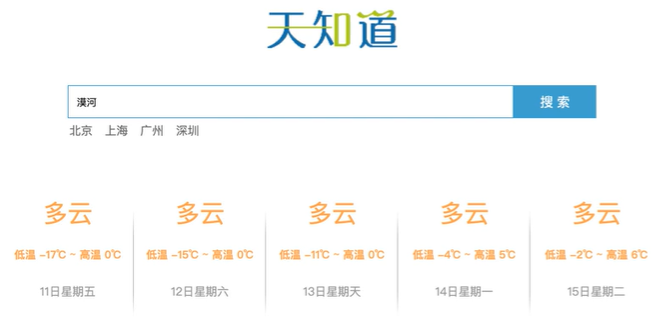 天知道
漠河
搜 索
北京 上海 广州 深圳
多云 多云 多云 多云 多云
低温 -17℃ ~ 高温 0℃ 低温 -15℃ ~ 高温 0℃ 低温 -11℃ ~ 高温 0℃ 低温 -4℃ ~ 高温 5℃ 低温 -2℃ ~ 高温 6℃
11日星期五 12日星期六 13日星期天 14日星期一 15日星期二